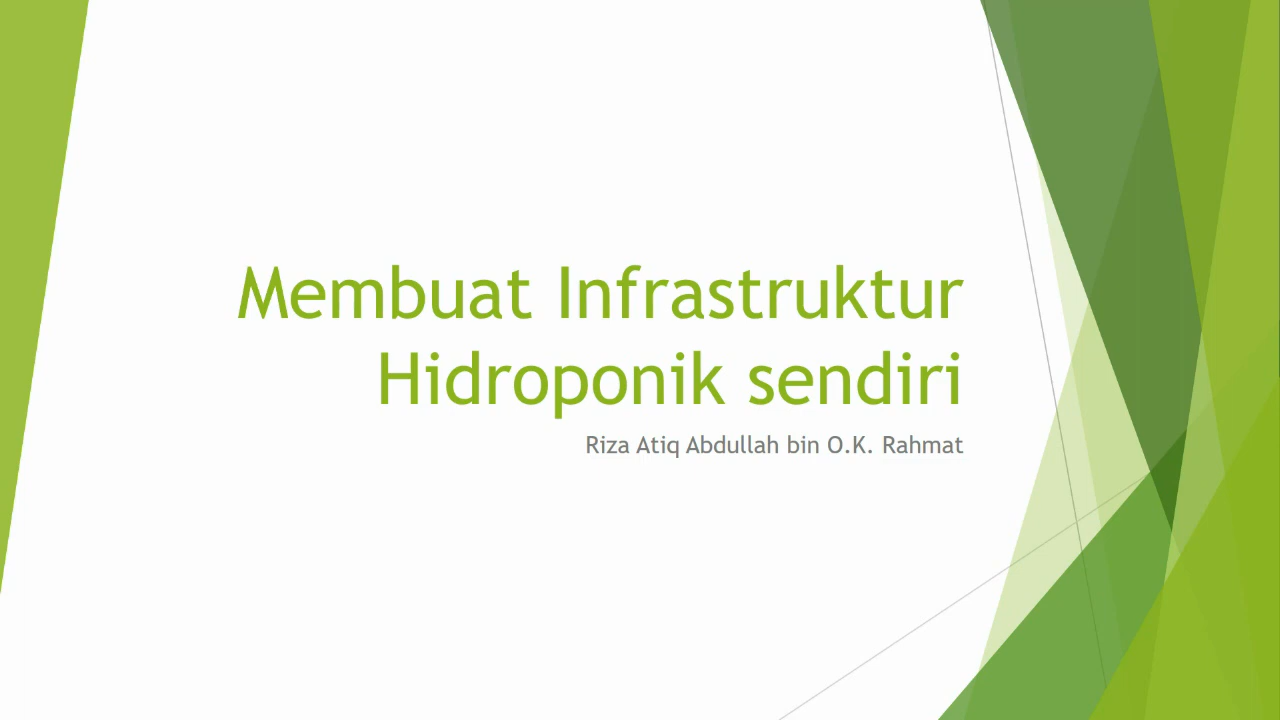 Membuat Infrastruktur
Hidroponik sendiri
Riza Atiq Abdullah bin O.K. Rahmat